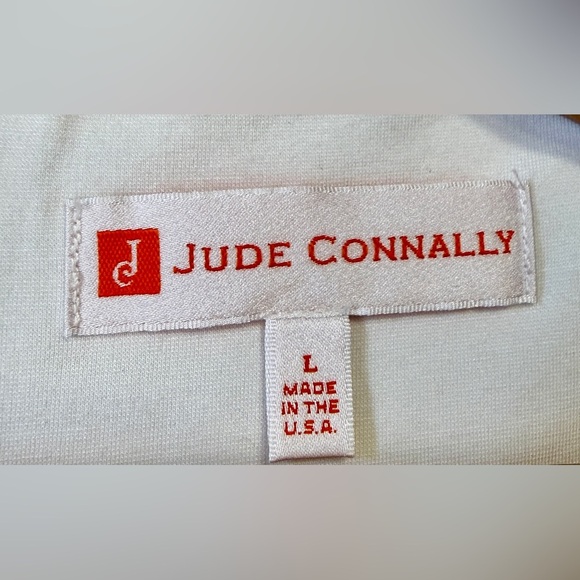 JC JUDE CONNALLY
L
MADE
IN THE
U.S.A.